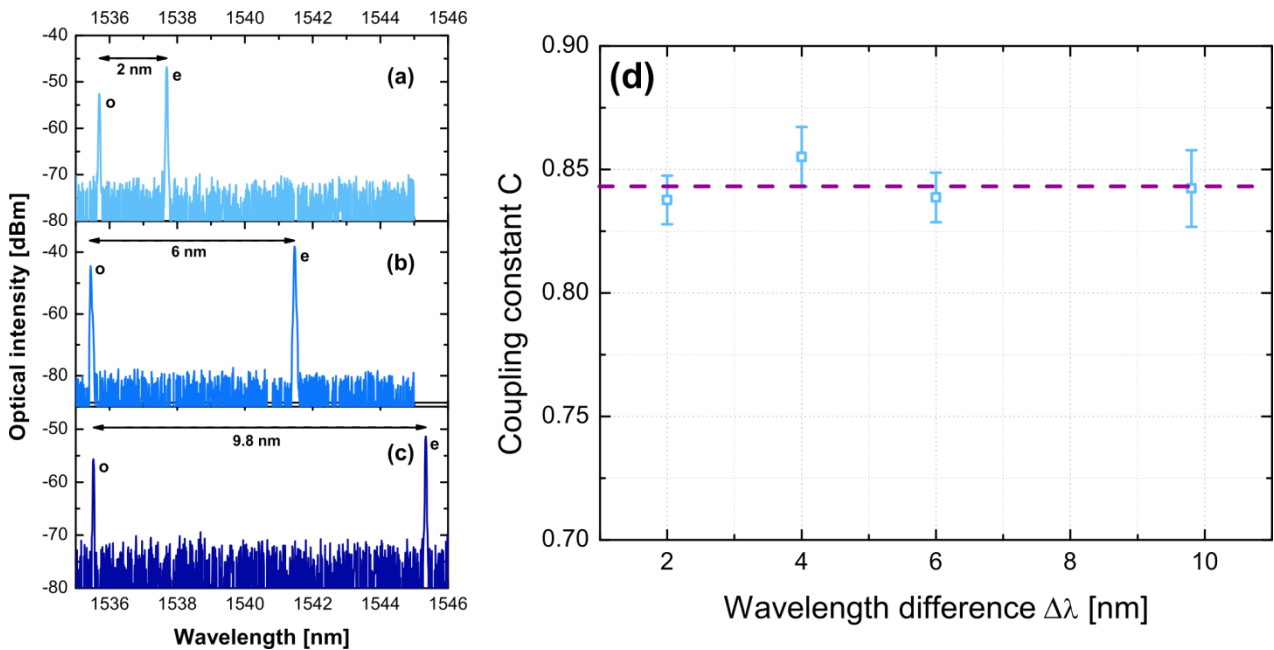 1536 1538 1540 1542 1544 1546
-40
-50
-60
-70
-80
2 nm
o
e
(a)
-40
-60
-80
6 nm
o
e
(b)
-50
-60
-70
-80
9.8 nm
o
e
(c)
1536 1538 1540 1542 1544 1546
Optical intensity [dBm]
Wavelength [nm]
(d)
0.90
0.85
0.80
0.75
0.70
Coupling constant C
2 4 6 8 10
Wavelength difference Δλ [nm]